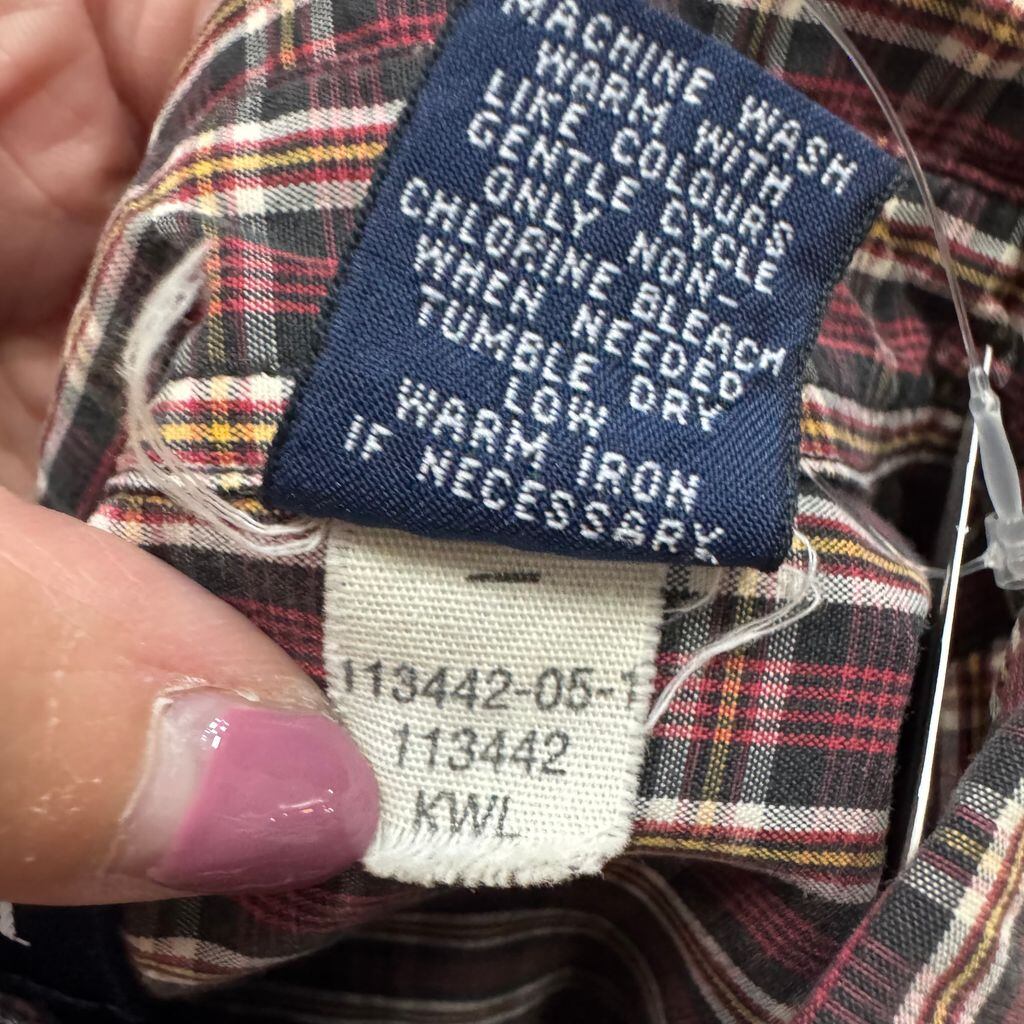 MACHINE WASH
WARM WITH
LIKE COLOURS
GENTLE CYCLE
ONLY NON-
CHLORINE BLEACH
WHEN NEEDED
TUMBLE DRY
LOW
WARM IRON
IF NECESSARY
113442-05-1
113442
KWL